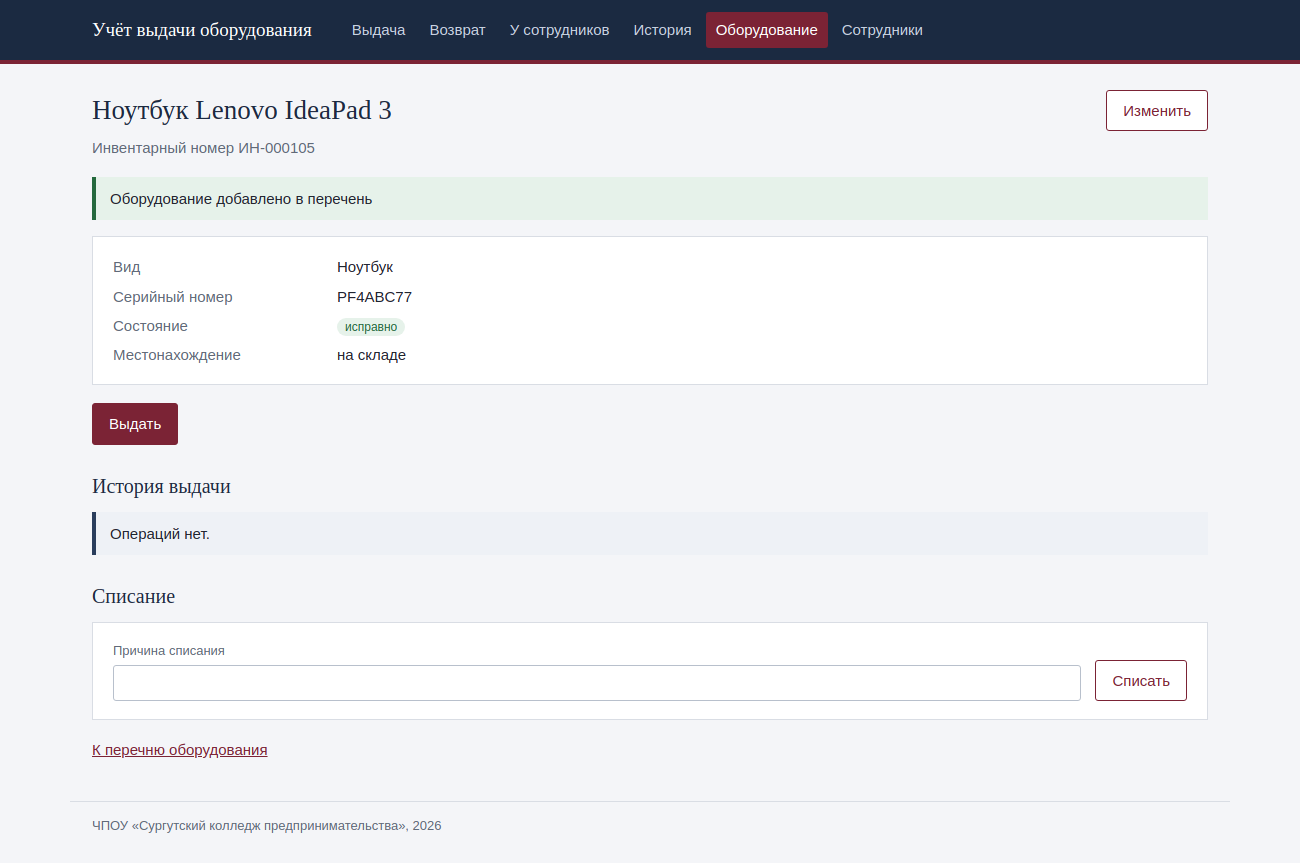 Учёт выдачи оборудования Выдача Возврат У сотрудников История Оборудование Сотрудники
Ноутбук Lenovo IdeaPad 3
Изменить
Инвентарный номер ИН-000105
Оборудование добавлено в перечень
Вид Ноутбук
Серийный номер PF4ABC77
Состояние исправно
Местонахождение на складе
Выдать
История выдачи
Операций нет.
Списание
Причина списания
Списать
К перечню оборудования
ЧПОУ «Сургутский колледж предпринимательства», 2026